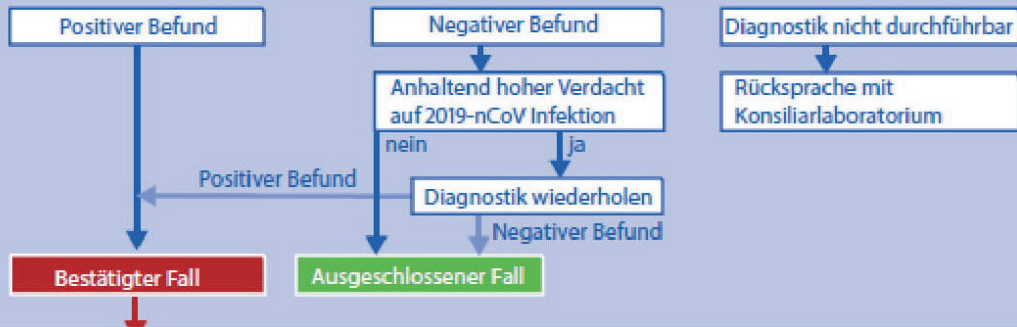 Positiver Befund
Negativer Befund
Diagnostik nicht durchführbar
Anhaltend hoher Verdacht
auf 2019-nCoV Infektion
Rücksprache mit
Konsiliarlaboratorium
nein
ja
Positiver Befund
Diagnostik wiederholen
Negativer Befund
Bestätigter Fall
Ausgeschlossener Fall